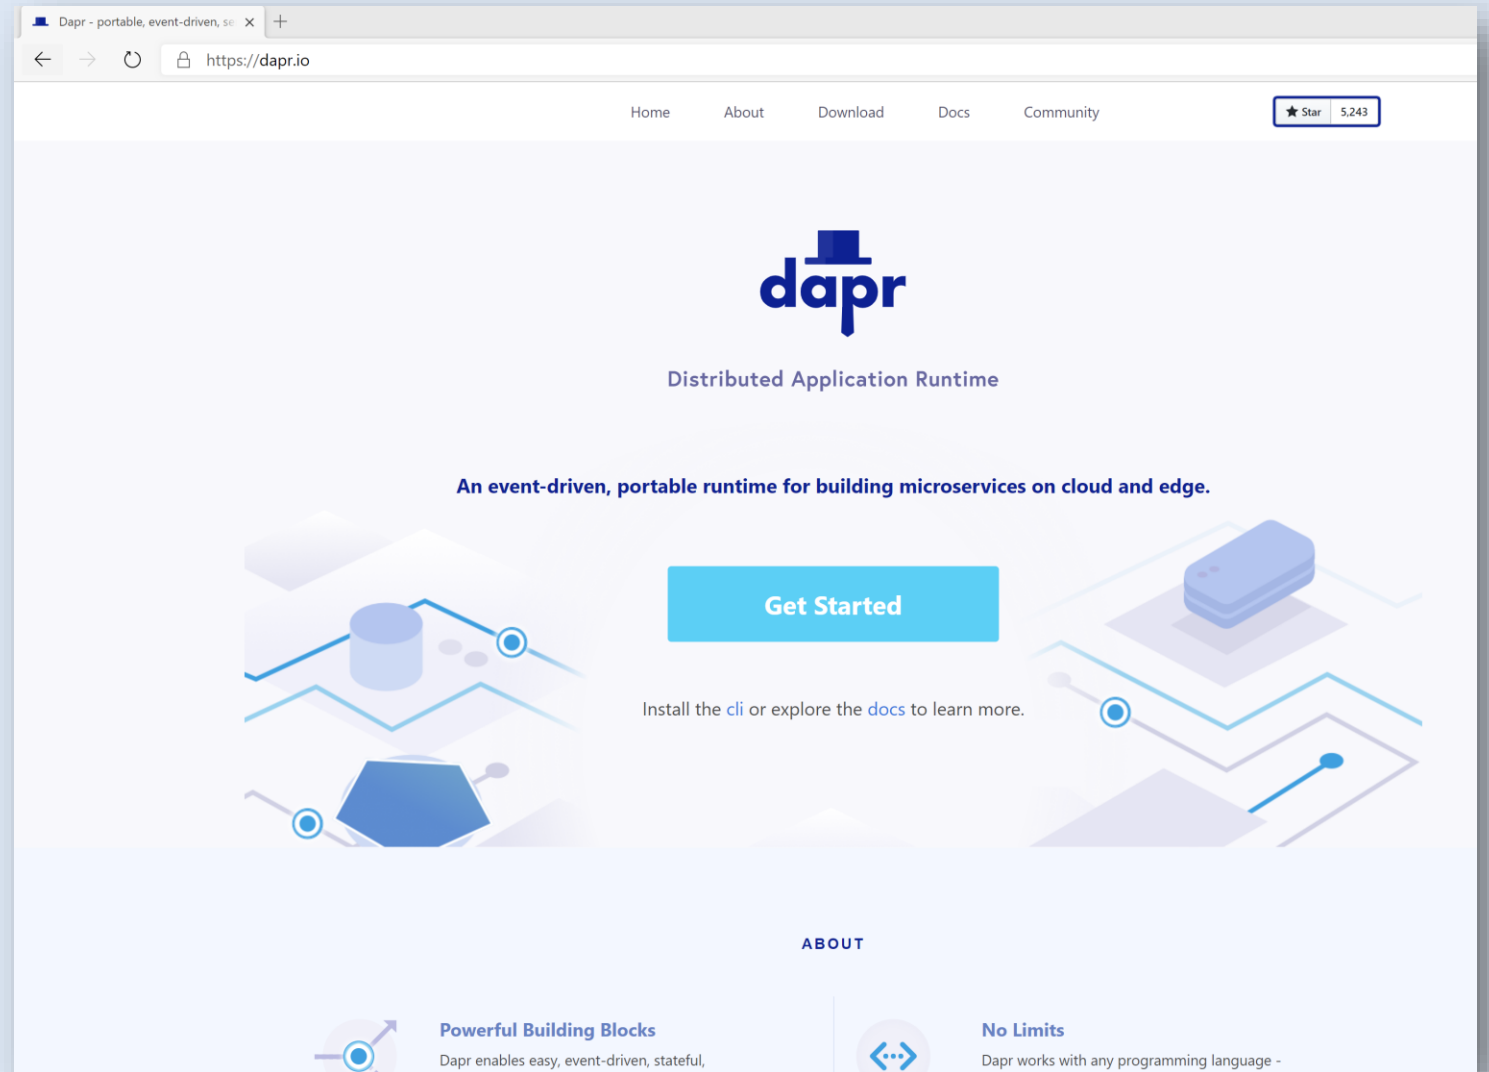 Dapr - portable, event-driven, se
https://dapr.io
Home About Download Docs Community
Star 5,243
dapr
Distributed Application Runtime
An event-driven, portable runtime for building microservices on cloud and edge.
Get Started
Install the cli or explore the docs to learn more.
ABOUT
Powerful Building Blocks
Dapr enables easy, event-driven, stateful,
No Limits
Dapr works with any programming language -